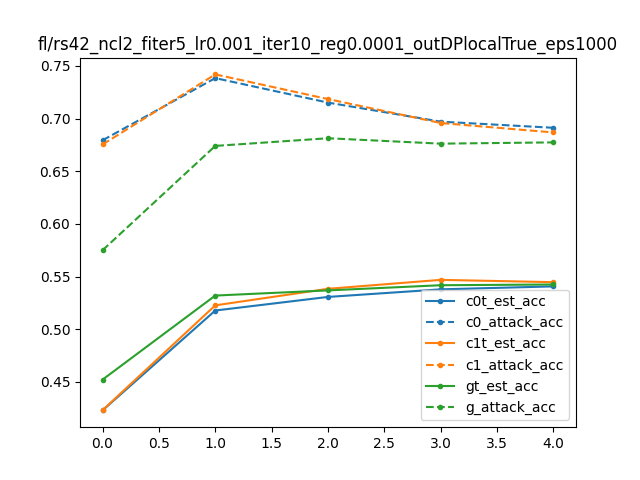 fl/rs42_ncl2_fiter5_lr0.001_iter10_reg0.0001_outDPlocalTrue_eps1000
0.75
0.70
0.65
0.60
0.55
0.50
0.45
c0t_est_acc
c0_attack_acc
c1t_est_acc
c1_attack_acc
gt_est_acc
g_attack_acc
0.0 0.5 1.0 1.5 2.0 2.5 3.0 3.5 4.0